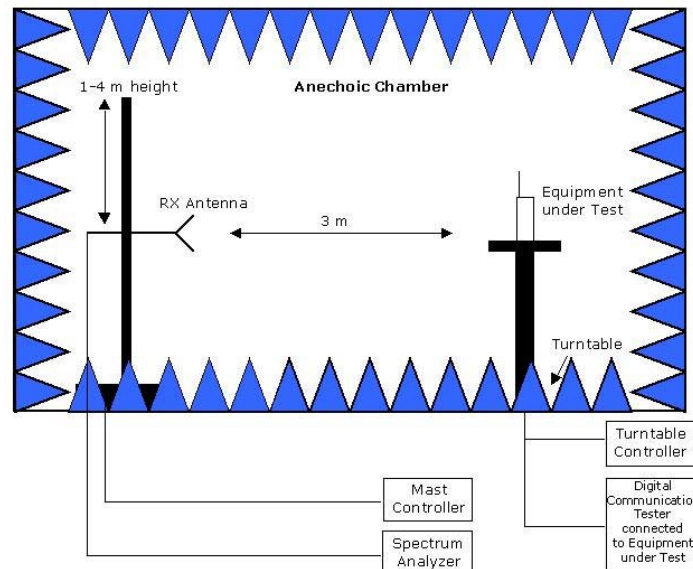 1-4 m height
Anechoic Chamber
RX Antenna
3 m
Equipment
under Test
Turntable
Turntable
Controller
Mast
Controller
Spectrum
Analyzer
Digital
Communicatio
Tester
connected
to Equipment
under Test